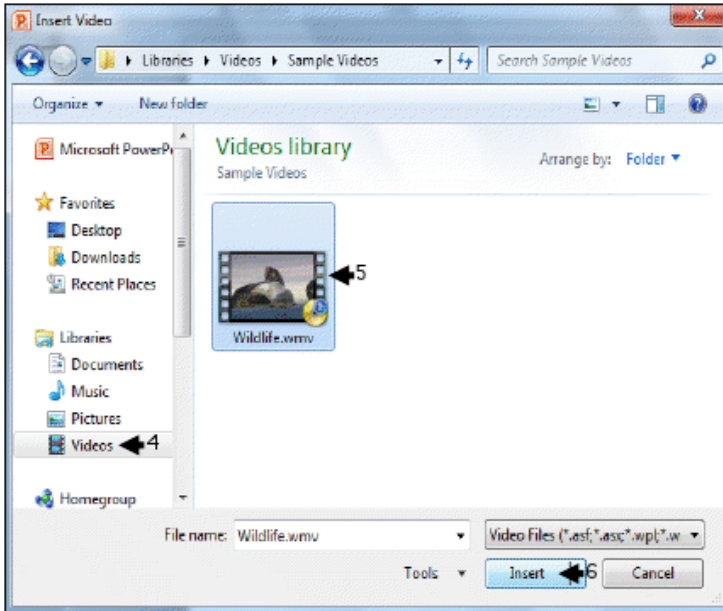 Insert Video
Libraries Videos Sample Videos
Search Sample Videos
Organize New folder
Microsoft PowerP
Videos library
Sample Videos
Arrange by: Folder
Favorites
Desktop
Downloads
Recent Places
5
Wildlife.wmv
Libraries
Documents
Music
Pictures
Videos 4
Homegroup
File name: Wildlife.wmv
Video Files (*.asf;*.asx;*.wpl;*.w
Tools Insert 6 Cancel